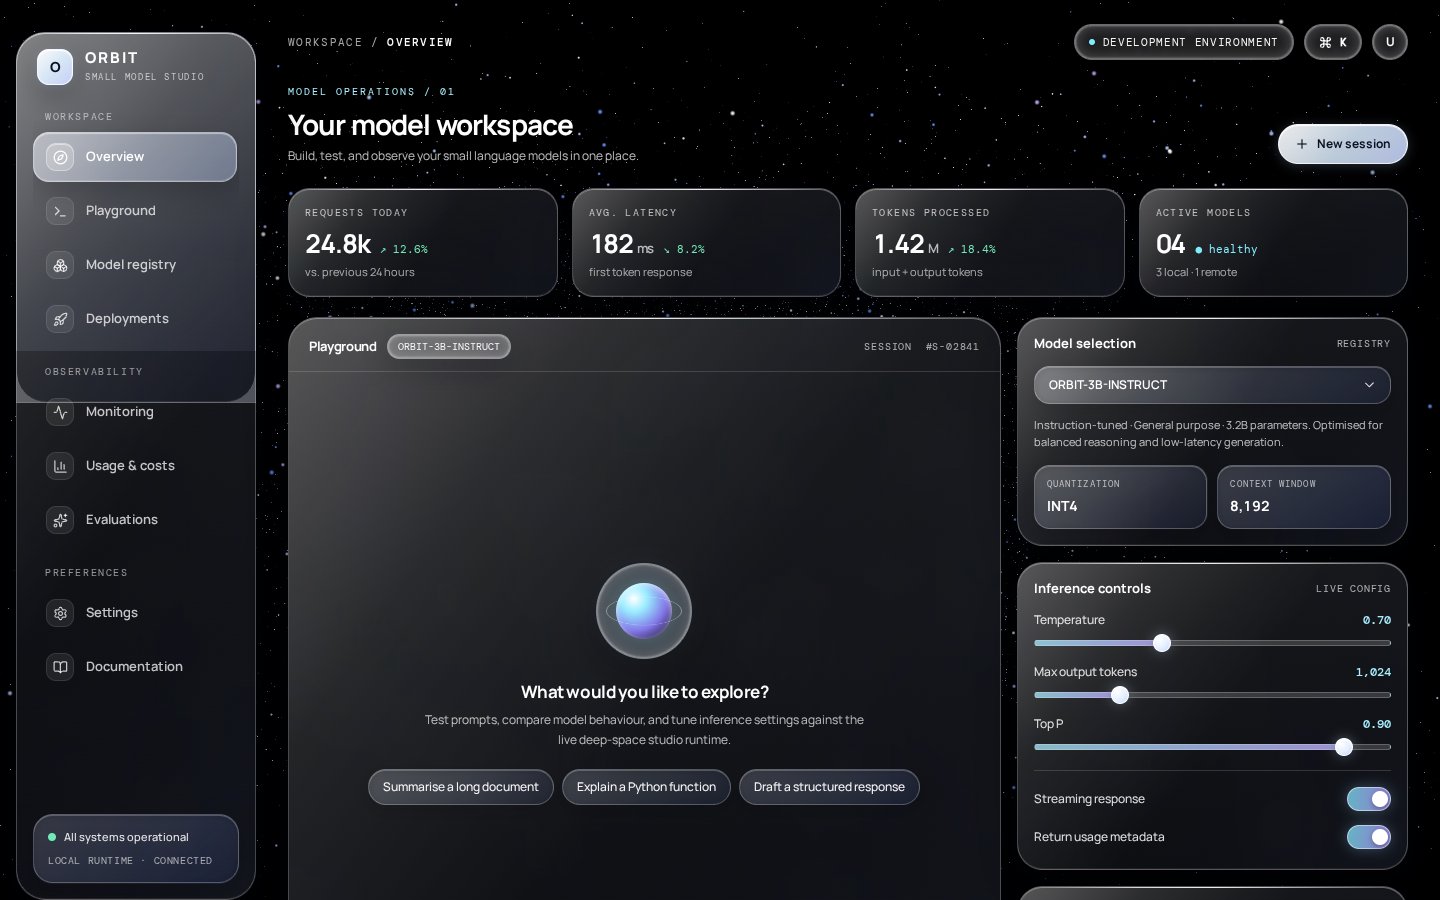 O
ORBIT
SMALL MODEL STUDIO
WORKSPACE
Overview
Playground
Model registry
Deployments
OBSERVABILITY
Monitoring
Usage & costs
Evaluations
PREFERENCES
Settings
Documentation
All systems operational
LOCAL RUNTIME · CONNECTED
WORKSPACE / OVERVIEW
DEVELOPMENT ENVIRONMENT
⌘ K
U
MODEL OPERATIONS / 01
Your model workspace
Build, test, and observe your small language models in one place.
+ New session
REQUESTS TODAY
24.8k ↗ 12.6%
vs. previous 24 hours
AVG. LATENCY
182 ms ↘ 8.2%
first token response
TOKENS PROCESSED
1.42 M ↗ 18.4%
input + output tokens
ACTIVE MODELS
04 ● healthy
3 local · 1 remote
Playground ORBIT-3B-INSTRUCT
SESSION #S-02841
What would you like to explore?
Test prompts, compare model behaviour, and tune inference settings against the
live deep-space studio runtime.
Summarise a long document
Explain a Python function
Draft a structured response
Model selection
REGISTRY
ORBIT-3B-INSTRUCT
Instruction-tuned · General purpose · 3.2B parameters. Optimised for
balanced reasoning and low-latency generation.
QUANTIZATION
INT4
CONTEXT WINDOW
8,192
Inference controls
LIVE CONFIG
Temperature 0.70
Max output tokens 1,024
Top P 0.90
Streaming response
Return usage metadata